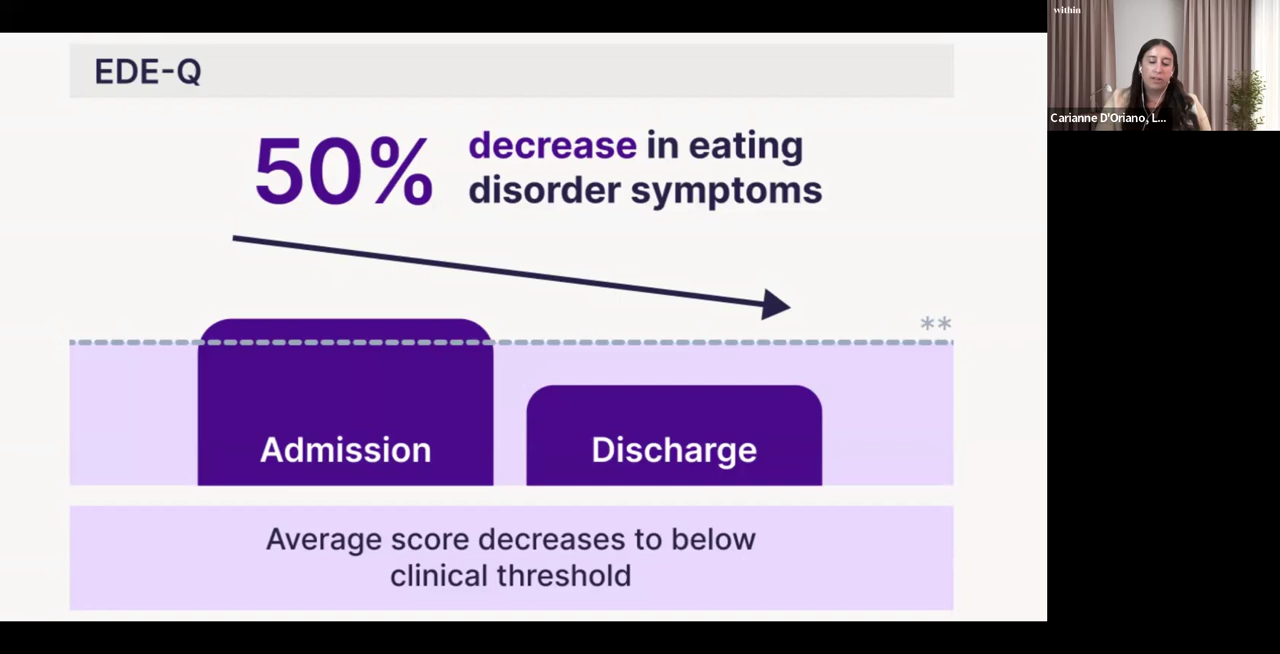 EDE-Q
50%
decrease in eating
disorder symptoms
**
Admission
Discharge
Average score decreases to below
clinical threshold
within
Carianne D'Oriano, L...